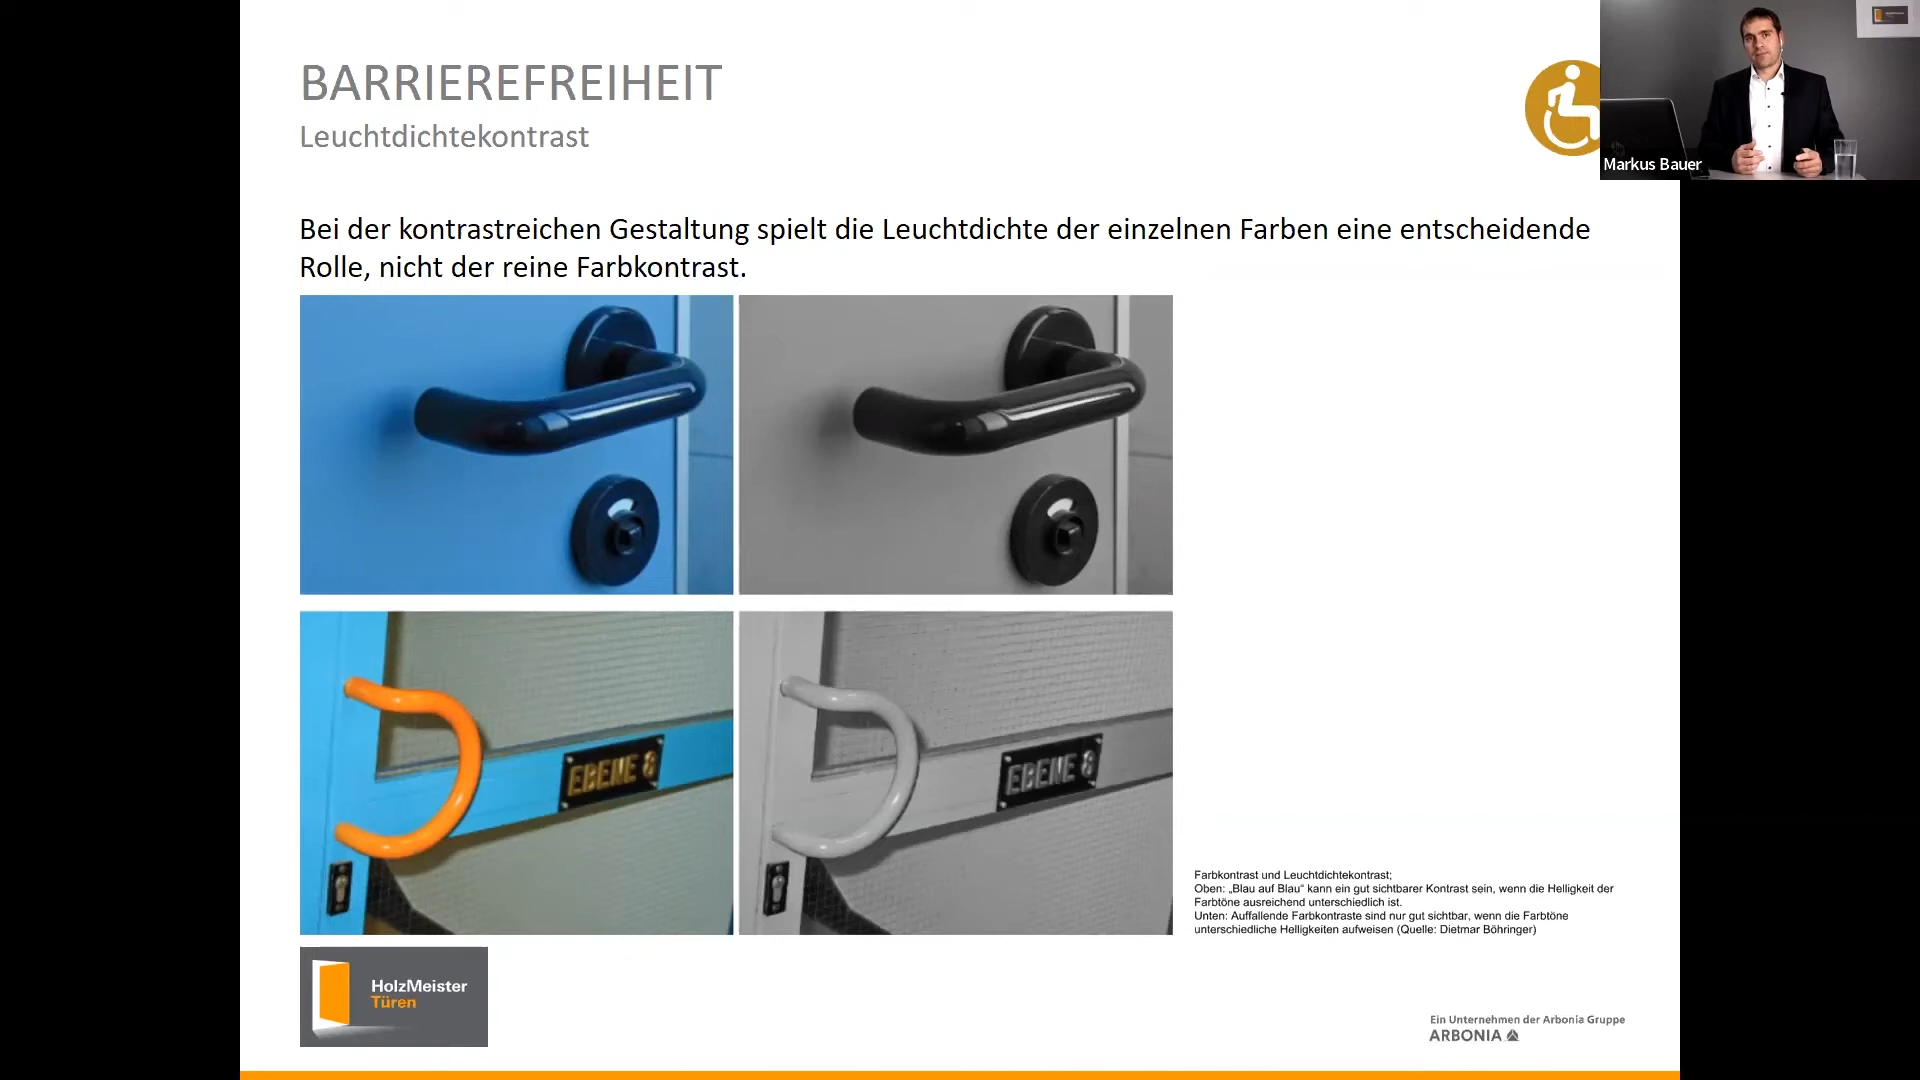 BARRIEREFREIHEIT
Leuchtdichtekontrast
Markus Bauer
Bei der kontrastreichen Gestaltung spielt die Leuchtdichte der einzelnen Farben eine entscheidende
Rolle, nicht der reine Farbkontrast.
EBENE 8
EBENE 8
Farbkontrast und Leuchtdichtekontrast;
Oben: „Blau auf Blau“ kann ein gut sichtbarer Kontrast sein, wenn die Helligkeit der
Farbtöne ausreichend unterschiedlich ist.
Unten: Auffallende Farbkontraste sind nur gut sichtbar, wenn die Farbtöne
unterschiedliche Helligkeiten aufweisen (Quelle: Dietmar Böhringer)
HolzMeister
Türen
Ein Unternehmen der Arbonia Gruppe
ARBONIA